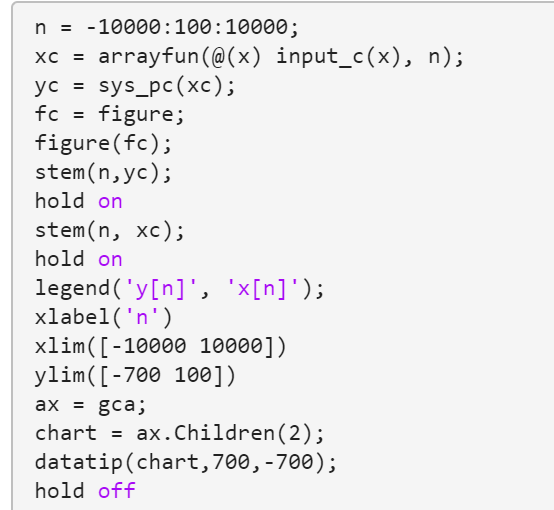 n = -10000:100:10000;
xc = arrayfun(@(x) input_c(x), n);
yc = sys_pc(xc);
fc = figure;
figure(fc);
stem(n,yc);
hold on
stem(n, xc);
hold on
legend('y[n]', 'x[n]');
xlabel('n')
xlim([-10000 10000])
ylim([-700 100])
ax = gca;
chart = ax.Children(2);
datatip(chart,700,-700);
hold off